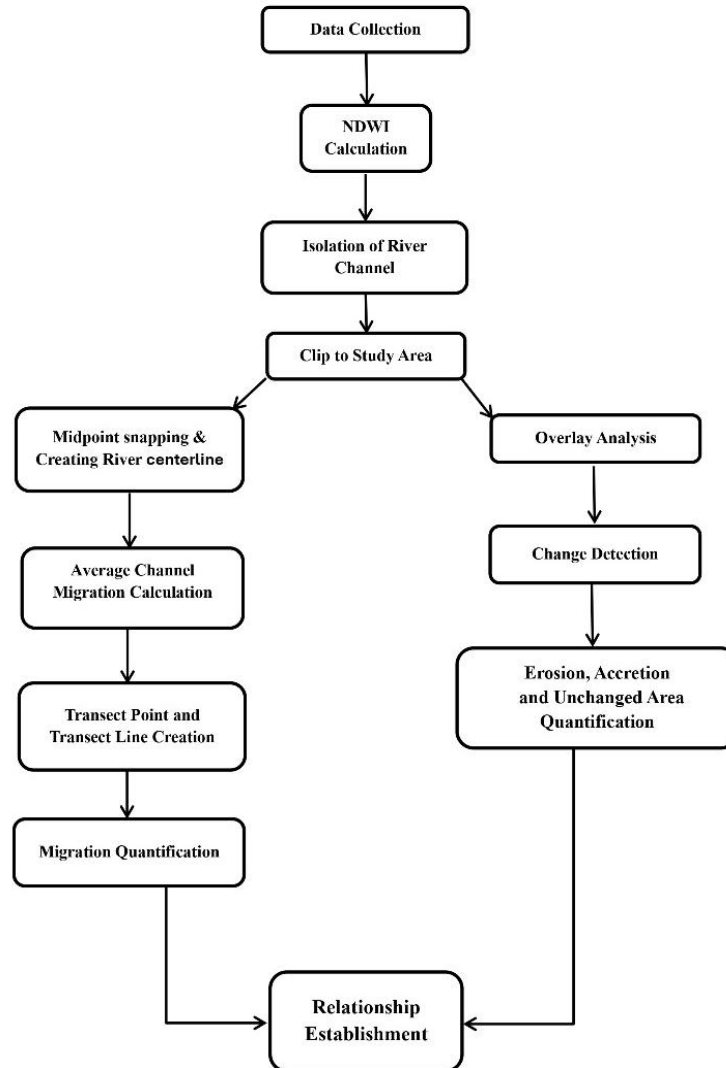 Data Collection
NDWI
Calculation
Isolation of River
Channel
Clip to Study Area
Midpoint snapping &
Creating River centerline
Average Channel
Migration Calculation
Transect Point and
Transect Line Creation
Migration Quantification
Overlay Analysis
Change Detection
Erosion, Accretion
and Unchanged Area
Quantification
Relationship
Establishment